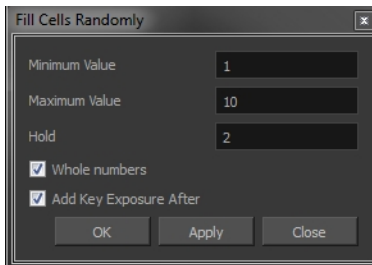 Fill Cells Randomly
Minimum Value 1
Maximum Value 10
Hold 2
Whole numbers
Add Key Exposure After
OK Apply Close